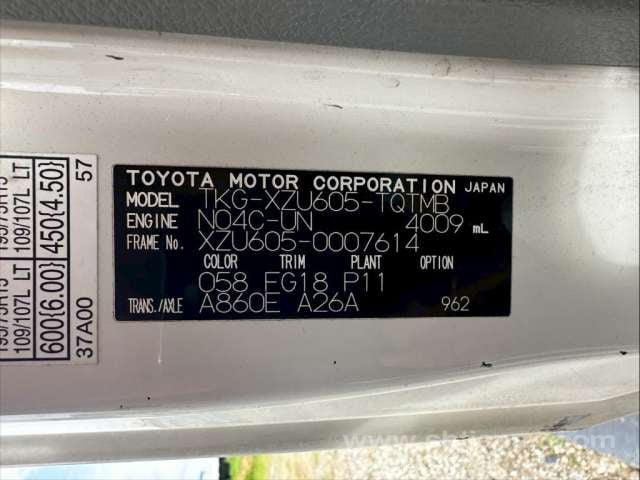 TOYOTA MOTOR CORPORATION JAPAN
MODEL TKG-XZU605-TQTMB
ENGINE N04C-UN 4009 mL
FRAME No. XZU605-0007614
COLOR TRIM PLANT OPTION
058 FG18 P11
TRANS./AXLE A860E A26A 962
109/107L LT
600{6.00}
37A00
109/107L LT
450{4.50}
57